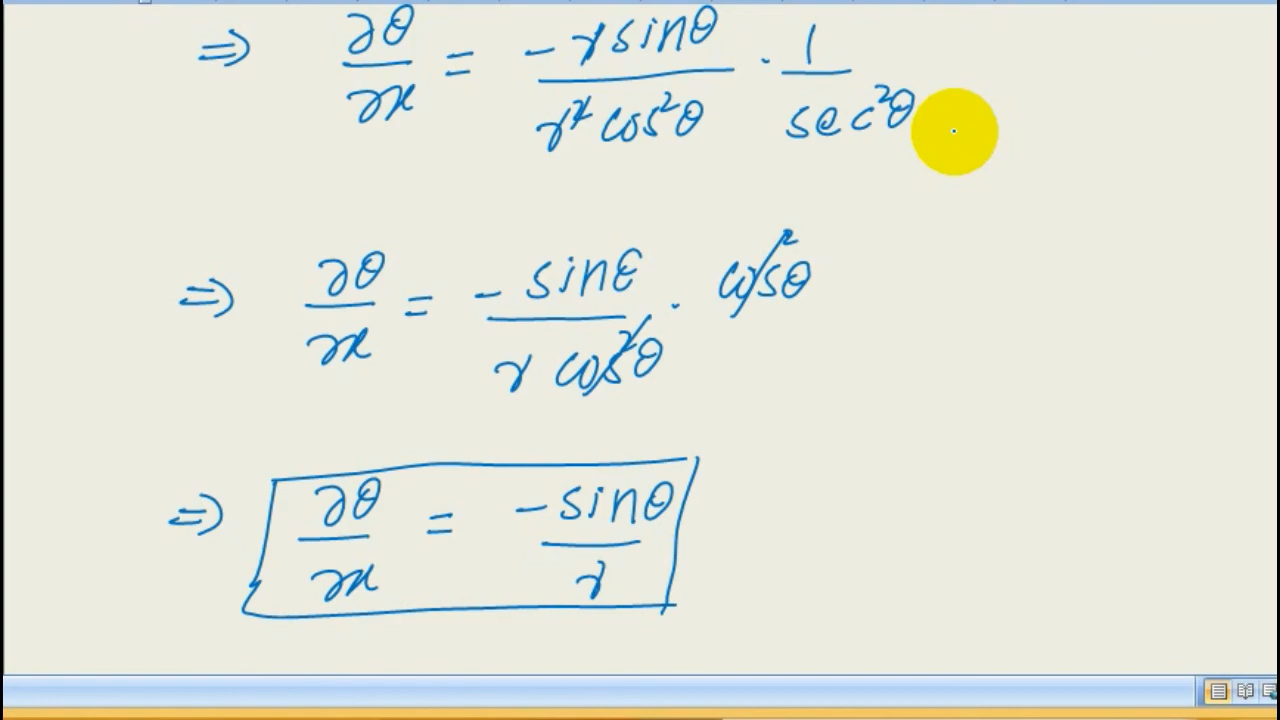 ⇒ ∂θ/∂x = -r sinθ / r² cos²θ · 1 / sec²θ
⇒ ∂θ/∂x = - sinθ / r cos²θ · cos²θ
⇒ ∂θ/∂x = -sinθ / r